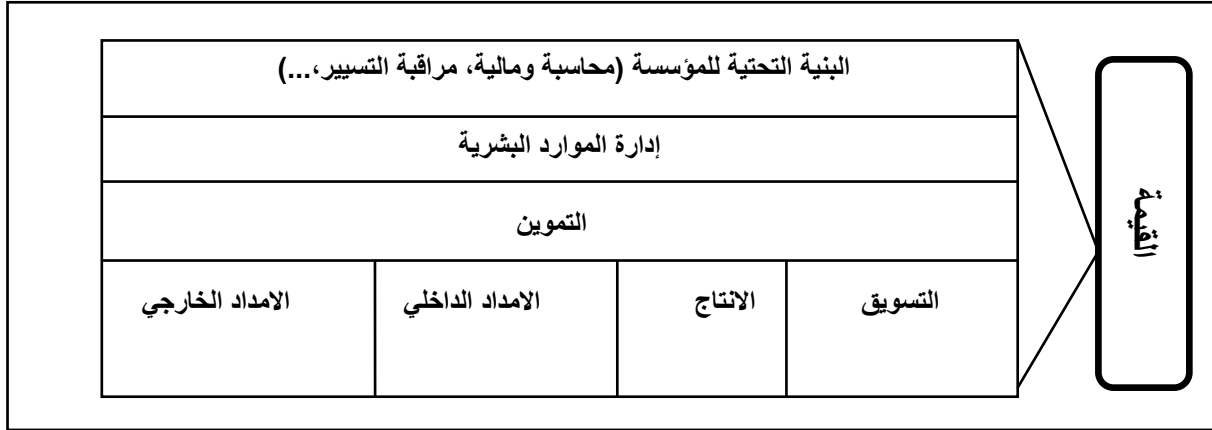 البنية التحتية للمؤسسة (محاسبة ومالية، مراقبة التسيير،...)
إدارة الموارد البشرية
التموين
التسويق
الانتاج
الامداد الداخلي
الامداد الخارجي
القيمة